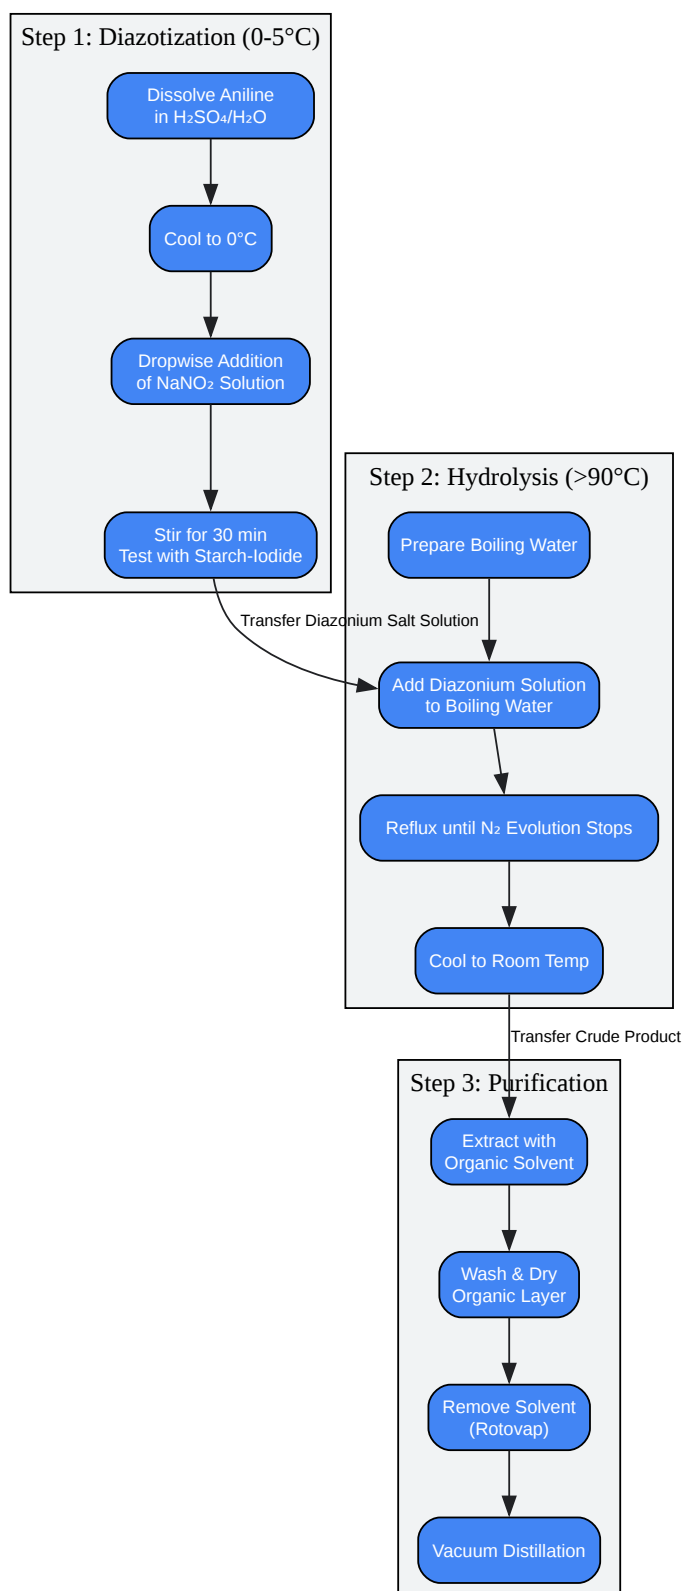 Step 1: Diazotization (0-5°C)
Dissolve Aniline
in H₂SO₄/H₂O
Cool to 0°C
Dropwise Addition
of NaNO₂ Solution
Stir for 30 min
Test with Starch-Iodide
Transfer Diazonium Salt Solution
Step 2: Hydrolysis (>90°C)
Prepare Boiling Water
Add Diazonium Solution
to Boiling Water
Reflux until N₂ Evolution Stops
Cool to Room Temp
Transfer Crude Product
Step 3: Purification
Extract with
Organic Solvent
Wash & Dry
Organic Layer
Remove Solvent
(Rotovap)
Vacuum Distillation